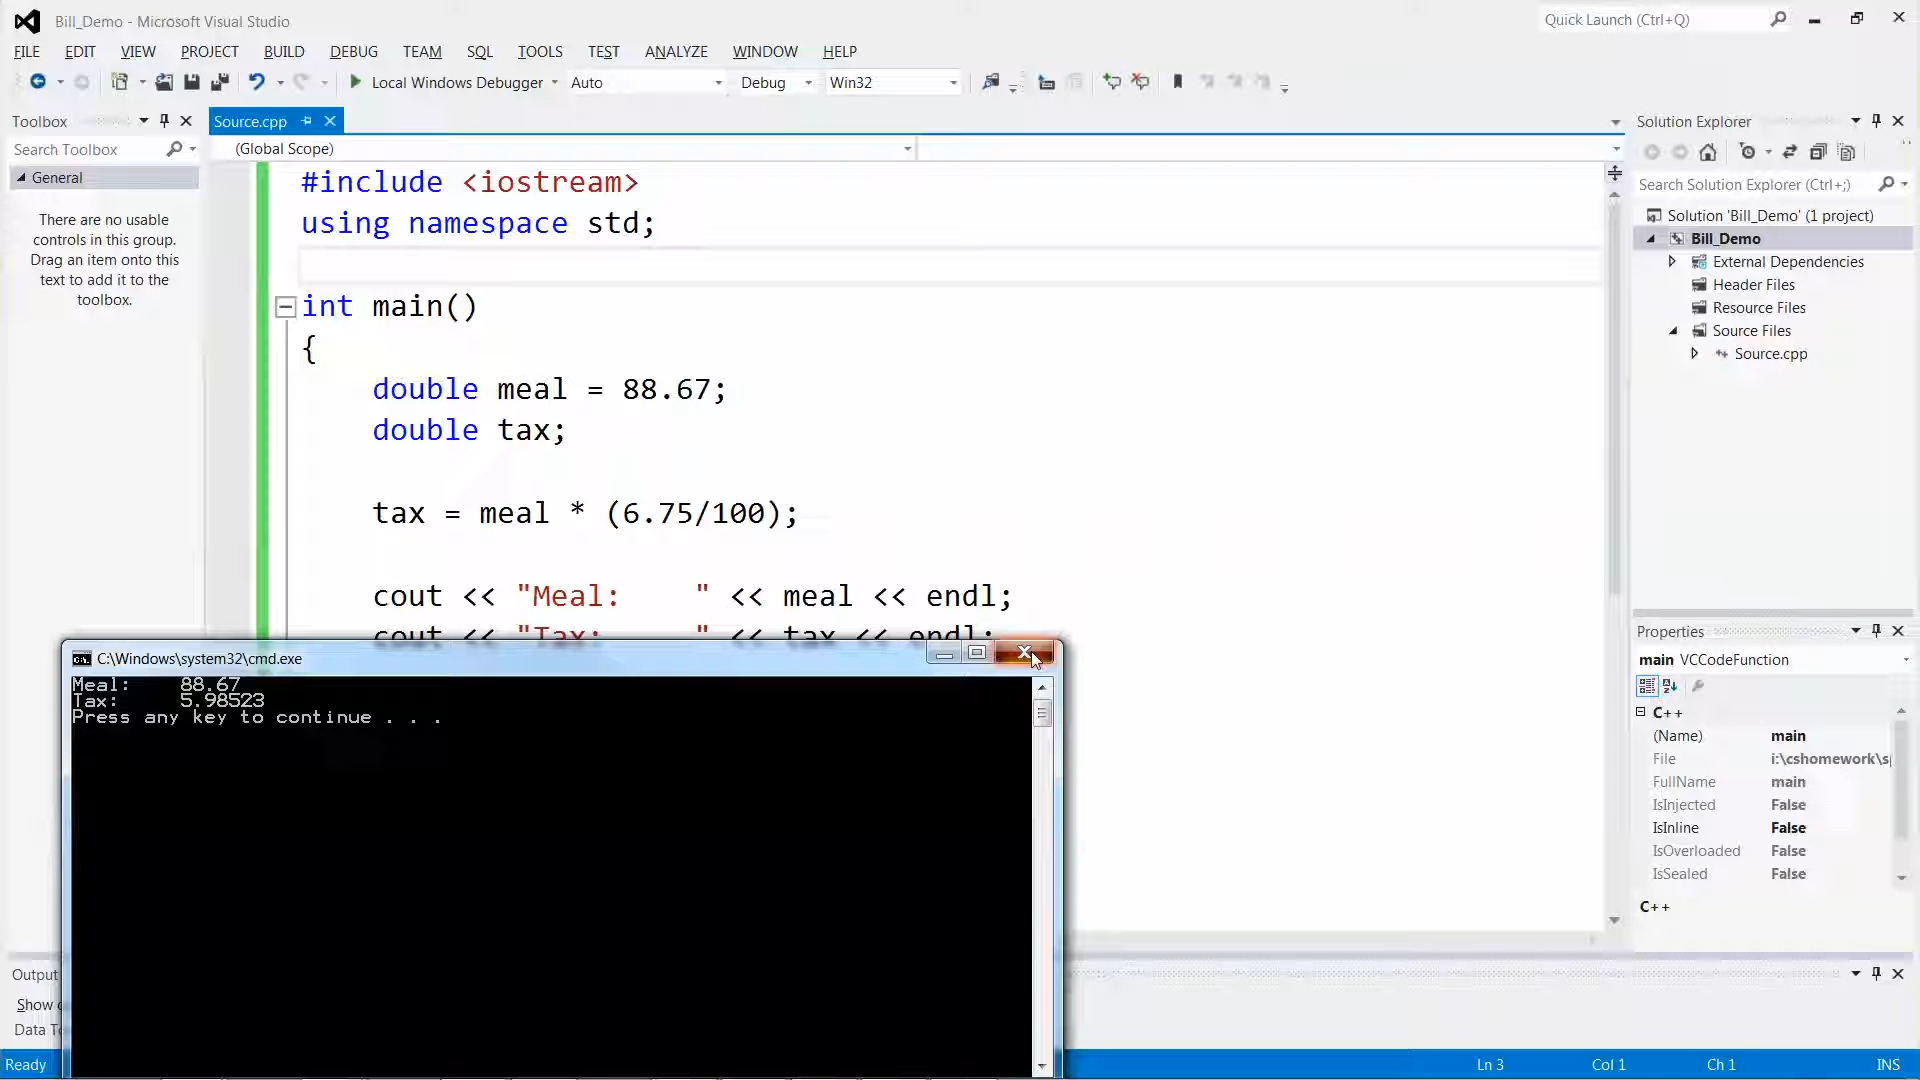 Bill_Demo - Microsoft Visual Studio
Quick Launch (Ctrl+Q)
FILE EDIT VIEW PROJECT BUILD DEBUG TEAM SQL TOOLS TEST ANALYZE WINDOW HELP
Local Windows Debugger Auto Debug Win32
Toolbox
Search Toolbox
General
There are no usable
controls in this group.
Drag an item onto this
text to add it to the
toolbox.
Source.cpp
(Global Scope)
#include <iostream>
using namespace std;
int main()
{
double meal = 88.67;
double tax;
tax = meal * (6.75/100);
cout << "Meal:    " << meal << endl;
cout << "Tax:     " << tax << endl;
C:\Windows\system32\cmd.exe
Meal:    88.67
Tax:     5.98523
Press any key to continue . . .
Solution Explorer
Search Solution Explorer (Ctrl+;)
Solution 'Bill_Demo' (1 project)
Bill_Demo
External Dependencies
Header Files
Resource Files
Source Files
Source.cpp
Properties
main VCCodeFunction
C++
(Name) main
File i:\cshomework\s
FullName main
IsInjected False
IsInline False
IsOverloaded False
IsSealed False
C++
Output
Show
Data
Ready
Ln 3 Col 1 Ch 1 INS